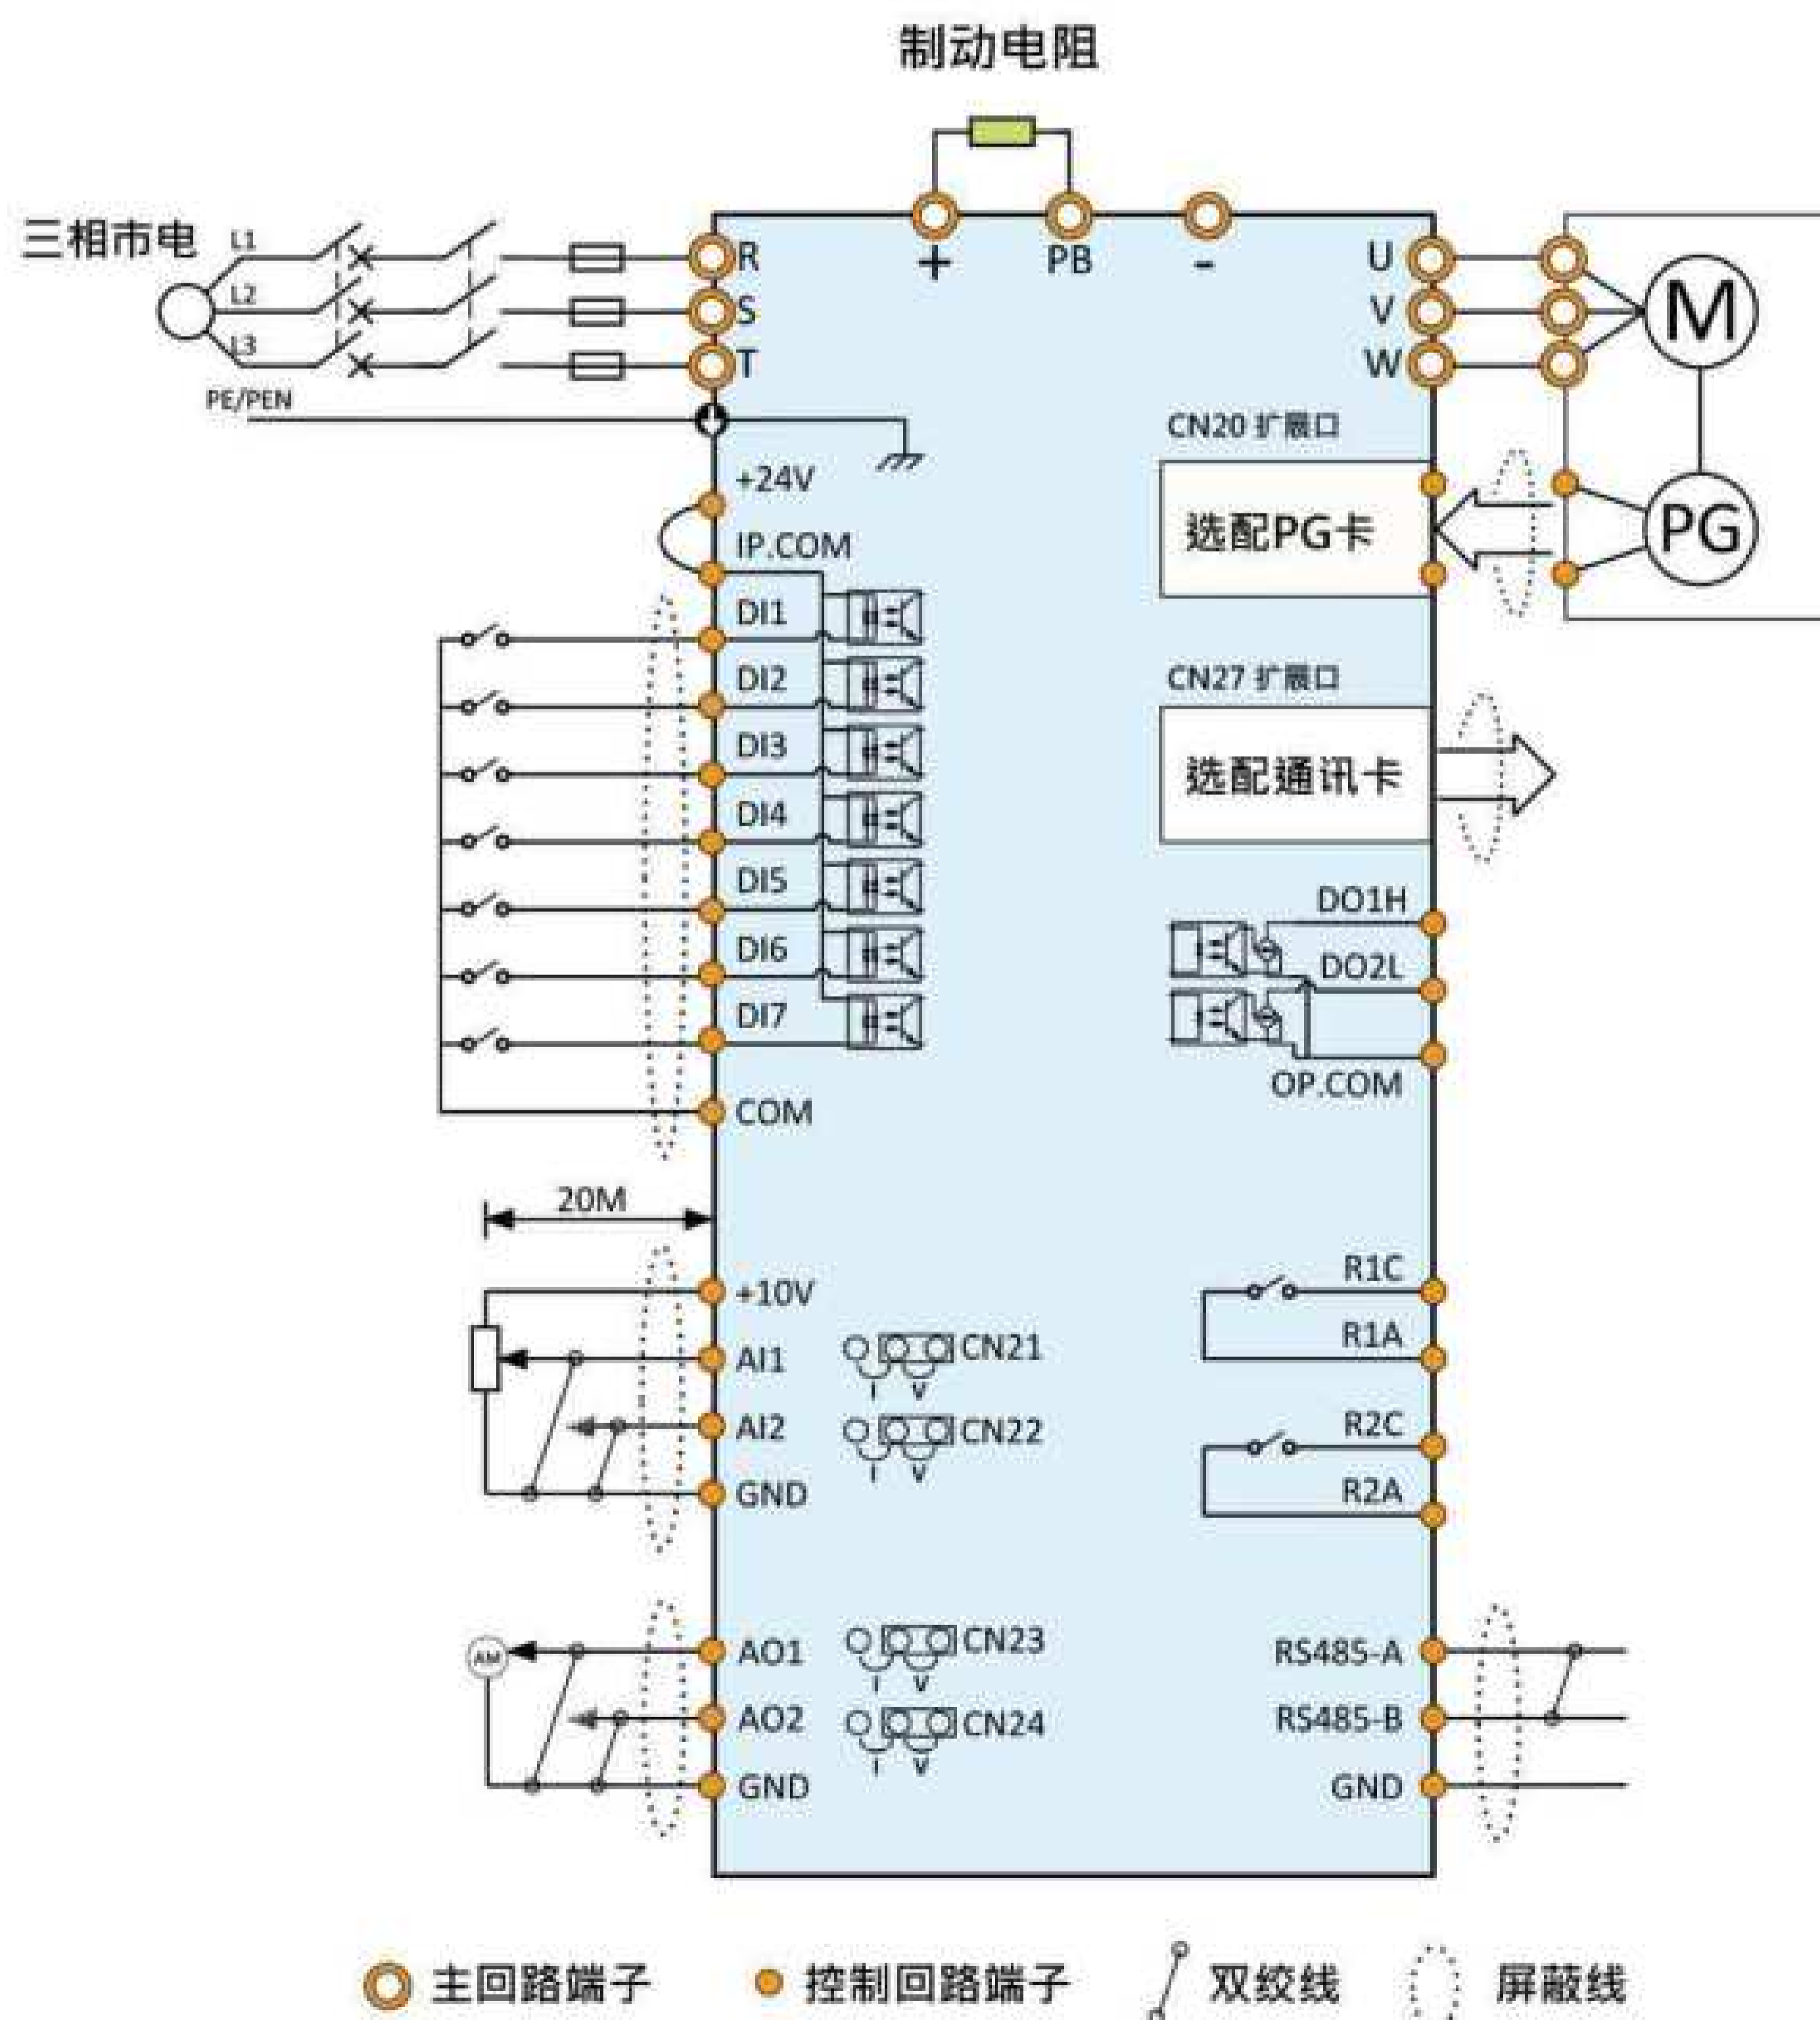 制动电阻
三相市电
L1
L2
L3
PE/PEN
R
S
T
+
PB
-
U
V
W
M
PG
CN20 扩展口
选配PG卡
CN27 扩展口
选配通讯卡
+24V
IP.COM
DI1
DI2
DI3
DI4
DI5
DI6
DI7
COM
DO1H
DO2L
OP.COM
20M
+10V
AI1
AI2
GND
CN21
I V
CN22
I V
R1C
R1A
R2C
R2A
AM
AO1
AO2
GND
CN23
I V
CN24
I V
RS485-A
RS485-B
GND
主回路端子 控制回路端子 双绞线 屏蔽线